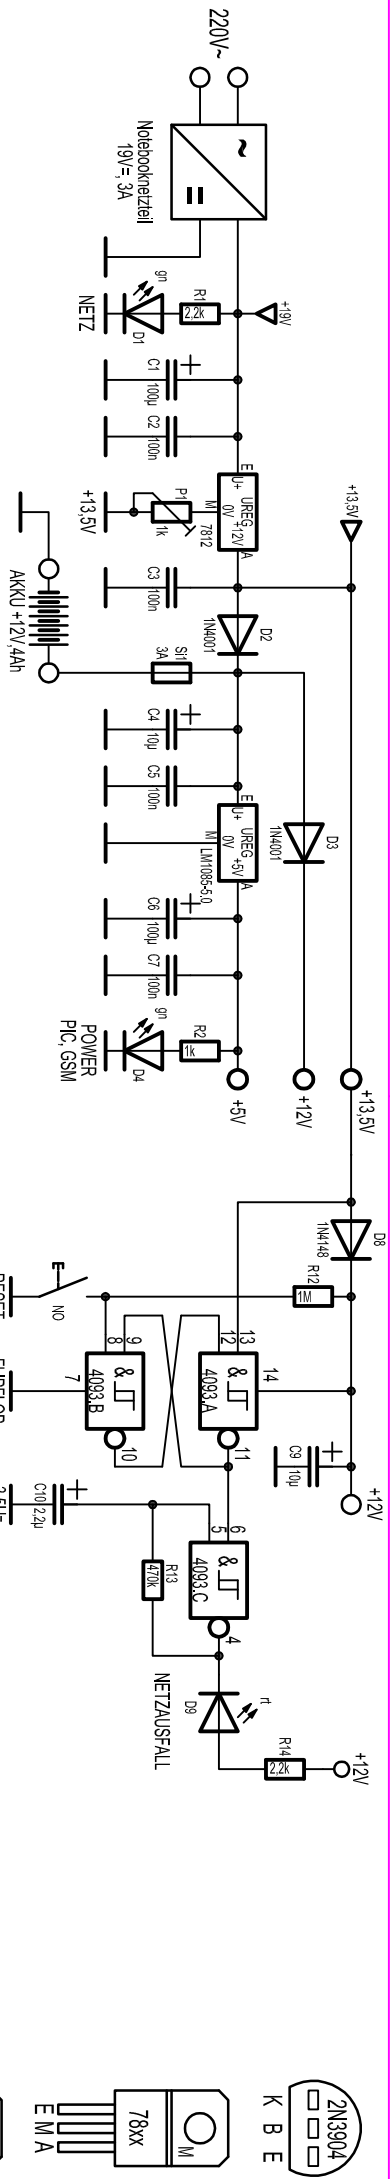 220V~
~
=
Notebooknetzteil
19V=, 3A
+19V
R1
2,2k
gn
D1
NETZ
C1
100µ
C2
100n
E
U+
UREG
0V
+12V
A
M
7812
P1
1k
+13,5V
C3
100n
+13,5V
D2
1N4001
SI1
3A
AKKU +12V,4Ah
C4
10µ
C5
100n
E
U+
UREG
0V
+5V
A
M
LM1085-5.0
D3
1N4001
C6
100µ
C7
100n
R2
1k
gn
D4
POWER
PIC, GSM
+5V
+12V
+13,5V
D8
1N4148
R12
1M
NO
13
12
14
&
4093.A
11
9
8
&
4093.B
7
10
C9
10µ
+12V
C10
2,2µ
6
5
&
4093.C
4
R13
470k
rt
D9
NETZAUSFALL
R14
2,2k
+12V
2N3904
K B E
78xx
M
E M A